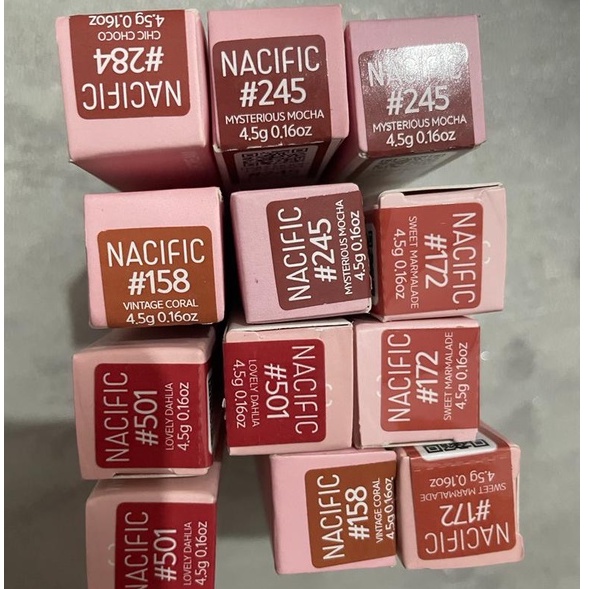 NACIFIC
#284
CHIC CHOCO
4.5g 0.16oz
NACIFIC
#245
MYSTERIOUS MOCHA
4.5g 0.16oz
NACIFIC
#245
MYSTERIOUS MOCHA
4.5g 0.16oz
NACIFIC
#158
VINTAGE CORAL
4.5g 0.16oz
NACIFIC
#245
MYSTERIOUS MOCHA
4.5g 0.16oz
NACIFIC
#172
SWEET MARMALADE
4.5g 0.16oz
NACIFIC
#501
LOVELY DAHLIA
4.5g 0.16oz
NACIFIC
#501
LOVELY DAHLIA
4.5g 0.16oz
NACIFIC
#172
SWEET MARMALADE
4.5g 0.16oz
NACIFIC
#501
LOVELY DAHLIA
4.5g 0.16oz
NACIFIC
#158
VINTAGE CORAL
4.5g 0.16oz
NACIFIC
#172
SWEET MARMALADE
4.5g 0.16oz